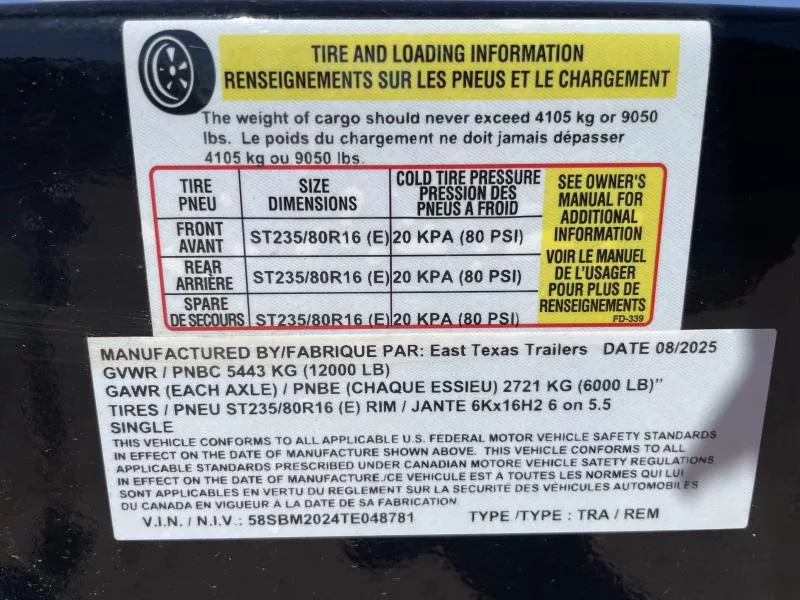 TIRE AND LOADING INFORMATION
RENSEIGNEMENTS SUR LES PNEUS ET LE CHARGEMENT
The weight of cargo should never exceed 4105 kg or 9050
lbs. Le poids du chargement ne doit jamais dépasser
4105 kg ou 9050 lbs.
TIRE
PNEU
SIZE
DIMENSIONS
COLD TIRE PRESSURE
PRESSION DES
PNEUS A FROID
SEE OWNER'S
MANUAL FOR
ADDITIONAL
INFORMATION
VOIR LE MANUEL
DE L'USAGER
POUR PLUS DE
RENSEIGNEMENTS
FD-339
FRONT
AVANT
ST235/80R16 (E) 20 KPA (80 PSI)
REAR
ARRIÈRE
ST235/80R16 (E) 20 KPA (80 PSI)
SPARE
DE SECOURS
ST235/80R16 (E) 20 KPA (80 PSI)
MANUFACTURED BY/FABRIQUE PAR: East Texas Trailers DATE 08/2025
GVWR / PNBC 5443 KG (12000 LB)
GAWR (EACH AXLE) / PNBE (CHAQUE ESSIEU) 2721 KG (6000 LB)"
TIRES / PNEU ST235/80R16 (E) RIM / JANTE 6Kx16H2 6 on 5.5
SINGLE
THIS VEHICLE CONFORMS TO ALL APPLICABLE U.S. FEDERAL MOTOR VEHICLE SAFETY STANDARDS
IN EFFECT ON THE DATE OF MANUFACTURE SHOWN ABOVE. THIS VEHICLE CONFORMS TO ALL
APPLICABLE STANDARDS PRESCRIBED UNDER CANADIAN MOTORE VEHICLE SATETY REGULATIONS
IN EFFECT ON THE DATE OF MANUFACTURE./CE VEHICULE EST À TOUTES LES NORMES QUI LUI
SONT APPLICABLES EN VERTU DU REGLEMENT SUR LA SECURITÉ DES VÉHICULES AUTOMOBILES
DU CANADA EN VIGUEUR À LA DATE DE SA FABRICATION.
V.I.N. / N.I.V.: 58SBM2024TE048781 TYPE /TYPE : TRA / REM